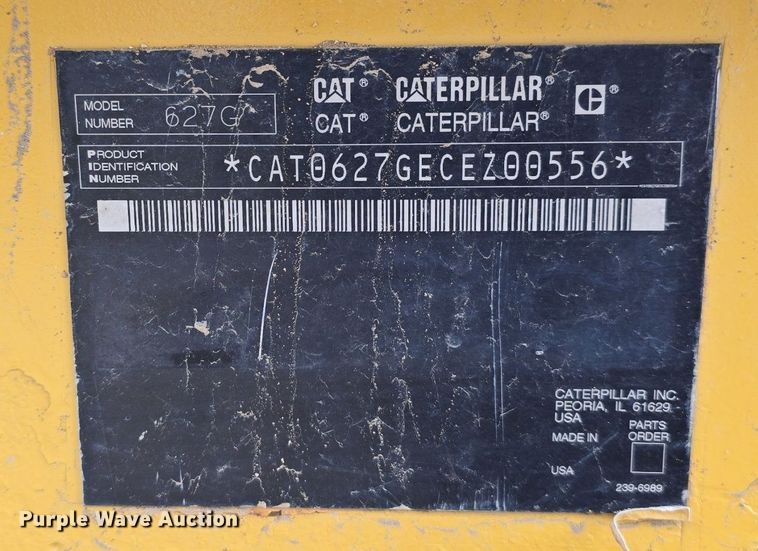 CAT® CATERPILLAR® ®
MODEL NUMBER 627G
CAT® CATERPILLAR®
PRODUCT IDENTIFICATION NUMBER *CAT0627GECEZ00556*
CATERPILLAR INC.
PEORIA, IL 61629
USA
MADE IN PARTS ORDER
USA
239-6989
Purple Wave Auction